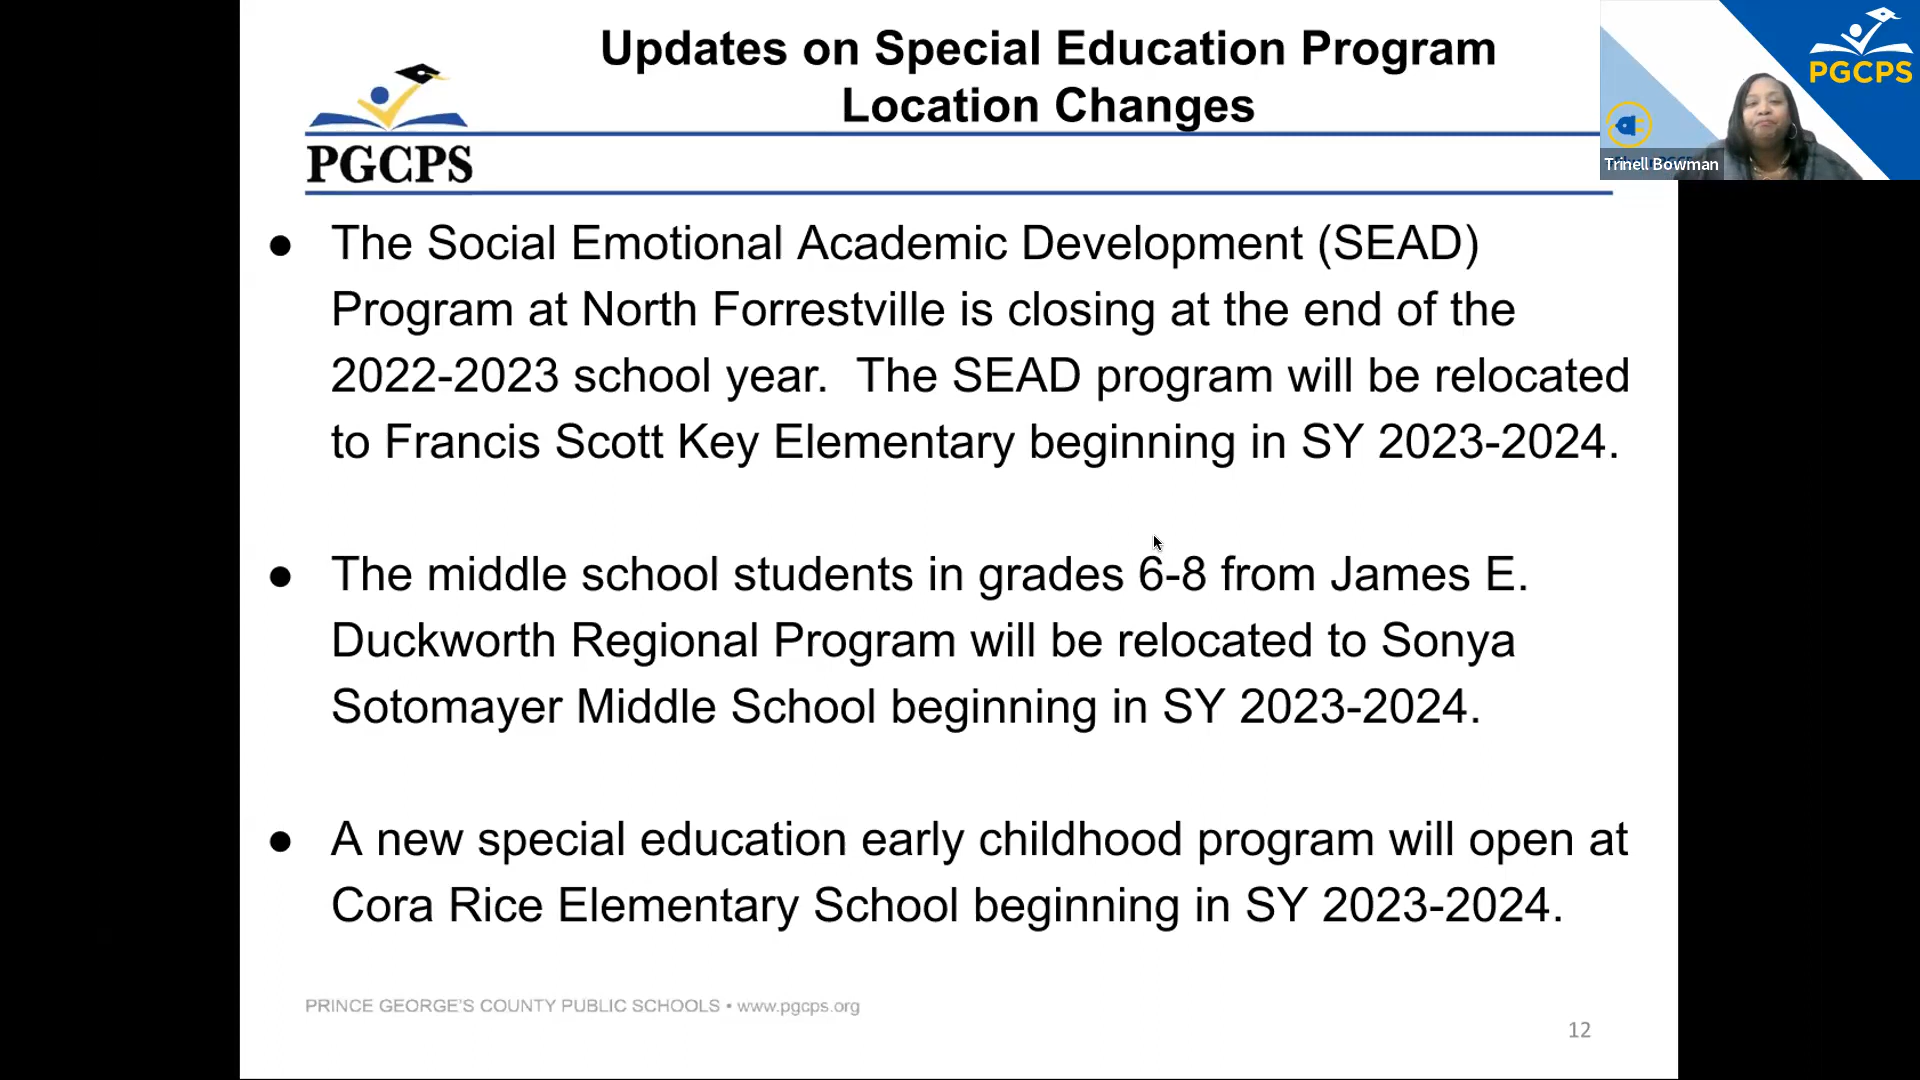 Updates on Special Education Program
Location Changes
PGCPS
PGCPS
Trinell Bowman
● The Social Emotional Academic Development (SEAD)
Program at North Forrestville is closing at the end of the
2022-2023 school year.  The SEAD program will be relocated
to Francis Scott Key Elementary beginning in SY 2023-2024.
● The middle school students in grades 6-8 from James E.
Duckworth Regional Program will be relocated to Sonya
Sotomayer Middle School beginning in SY 2023-2024.
● A new special education early childhood program will open at
Cora Rice Elementary School beginning in SY 2023-2024.
PRINCE GEORGE'S COUNTY PUBLIC SCHOOLS • www.pgcps.org
12